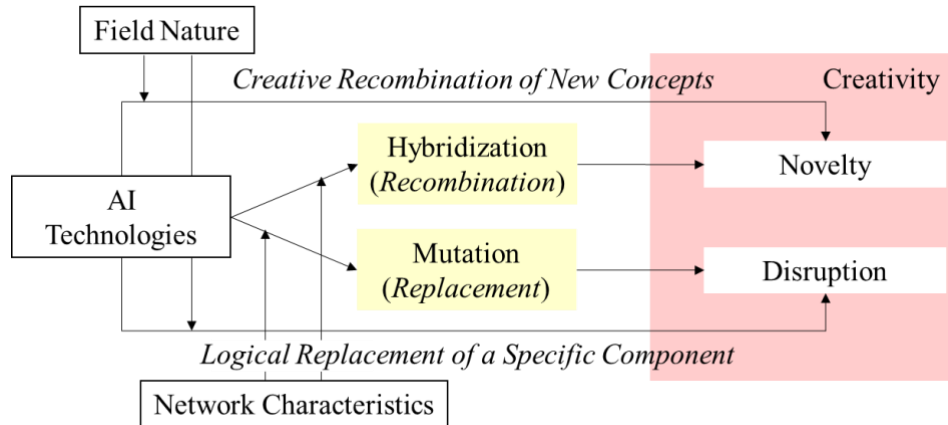 Field Nature
Creative Recombination of New Concepts
Creativity
Hybridization
(Recombination)
Novelty
AI
Technologies
Mutation
(Replacement)
Disruption
Logical Replacement of a Specific Component
Network Characteristics